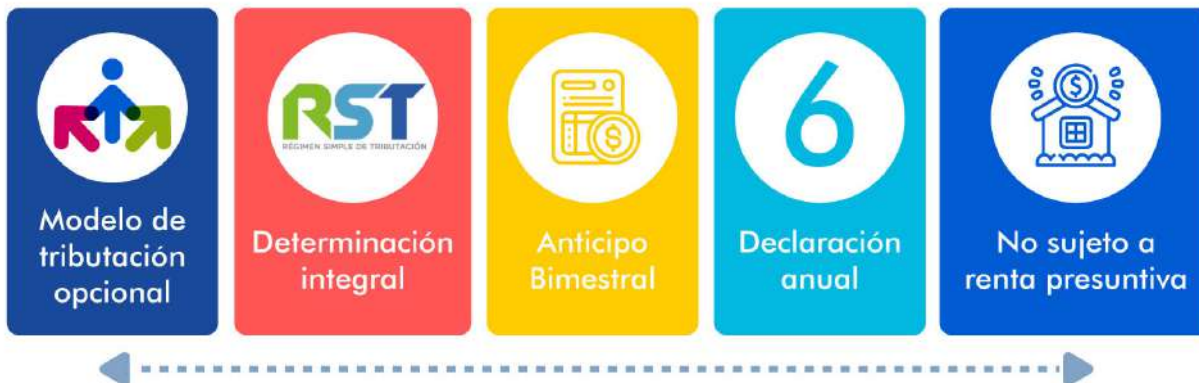 Modelo de
tributación
opcional
RST
RÉGIMEN SIMPLE DE TRIBUTACIÓN
Determinación
integral
$
Anticipo
Bimestral
6
Declaración
anual
$
No sujeto a
renta presuntiva